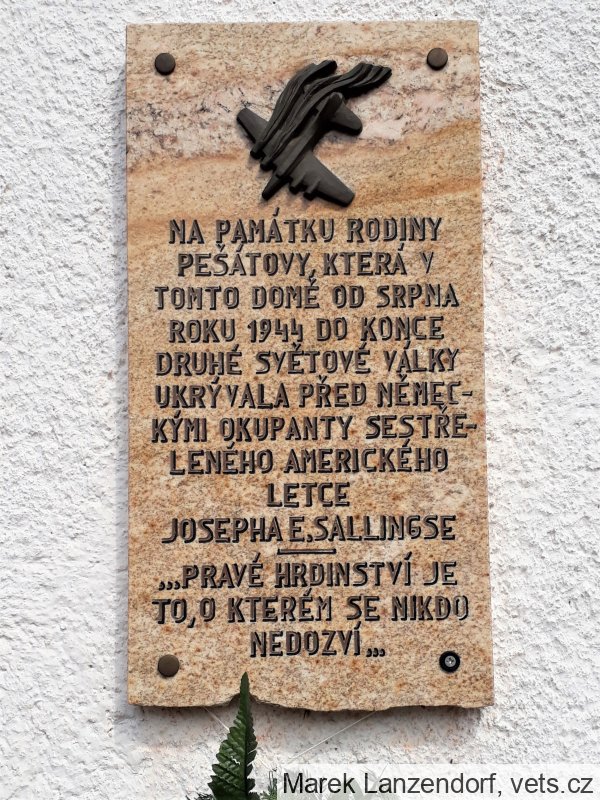 NA PAMÁTKU RODINY
PEŠÁTOVY, KTERÁ V
TOMTO DOMĚ OD SRPNA
ROKU 1944 DO KONCE
DRUHÉ SVĚTOVÉ VÁLKY
UKRÝVALA PŘED NĚMEC-
KÝMI OKUPANTY SESTŘE-
LENÉHO AMERICKÉHO
LETCE
JOSEPHA E. SALLINGSE
„PRAVÉ HRDINSTVÍ JE
TO, O KTERÉM SE NIKDO
NEDOZVÍ„
Marek Lanzendorf, vets.cz